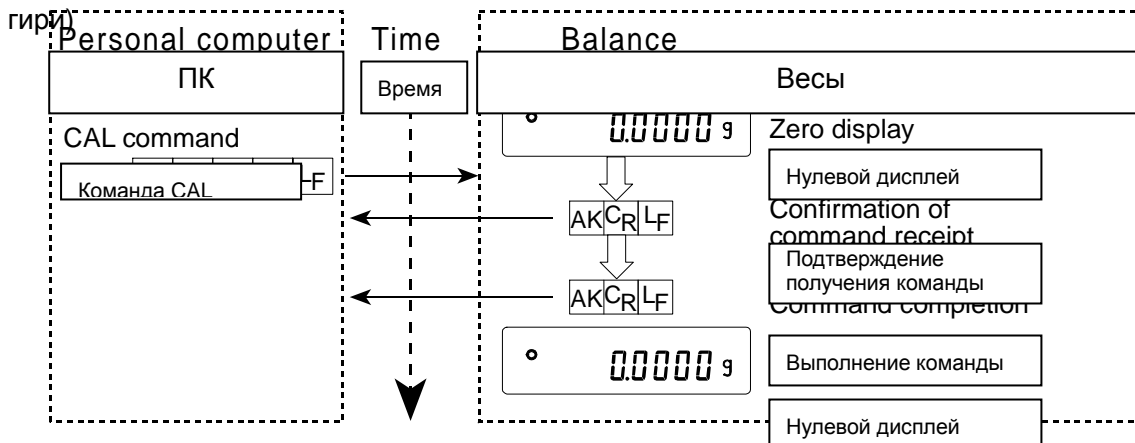 гири)
Personal computer Time Balance
ПК Время Весы
CAL command
Команда CAL LF
0.0000 g
Zero display
Нулевой дисплей
AK CR LF
Confirmation of
command receipt
Подтверждение
получения команды
AK CR LF
Command completion
0.0000 g
Выполнение команды
Нулевой дисплей